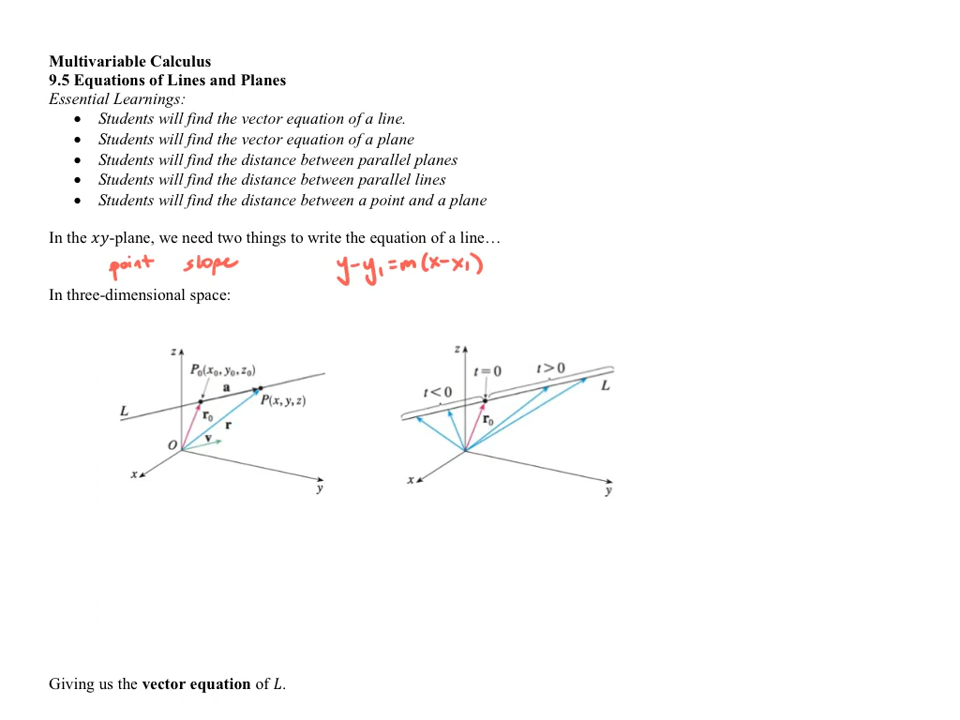 Multivariable Calculus
9.5 Equations of Lines and Planes
Essential Learnings:
• Students will find the vector equation of a line.
• Students will find the vector equation of a plane
• Students will find the distance between parallel planes
• Students will find the distance between parallel lines
• Students will find the distance between a point and a plane
In the xy-plane, we need two things to write the equation of a line…
point slope y-y₁=m(x-x₁)
In three-dimensional space:
z
P₀(x₀, y₀, z₀)
a
P(x, y, z)
L
r₀
r
v
O
x
y
z
t=0
t>0
t<0
L
r₀
x
y
Giving us the vector equation of L.